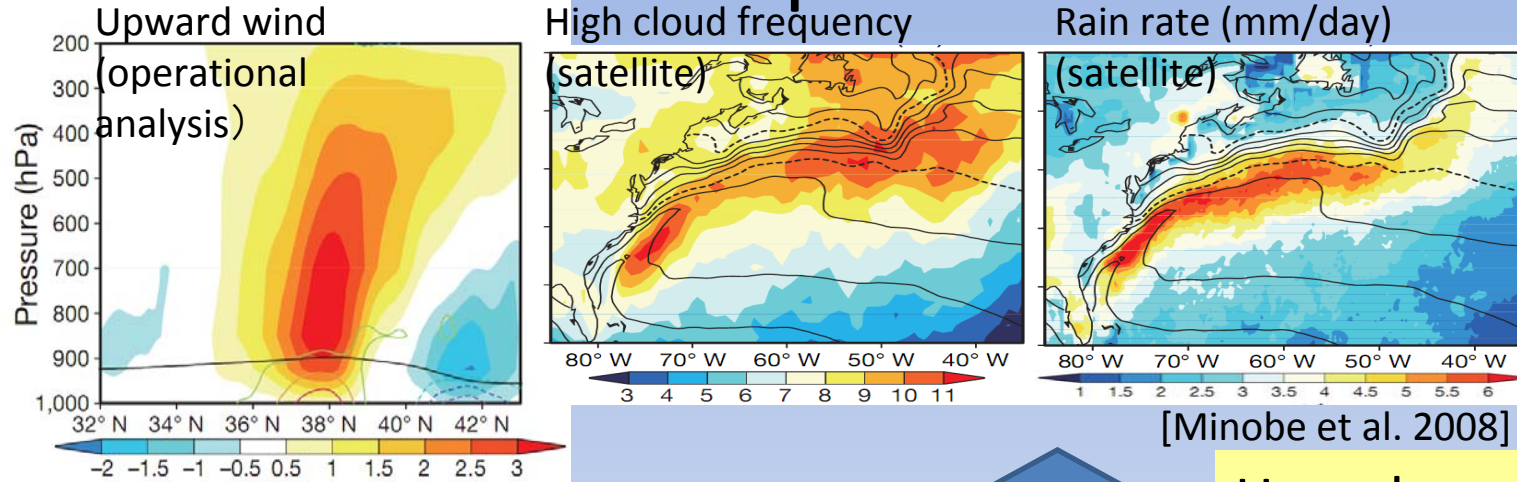 Upward wind
(operational
analysis）
High cloud frequency
(satellite)
Rain rate (mm/day)
(satellite)
Pressure (hPa)
200
300
400
500
600
700
800
900
1,000
32° N 34° N 36° N 38° N 40° N 42° N
−2 −1.5 −1 −0.5 0.5 1 1.5 2 2.5 3
80° W 70° W 60° W 50° W 40° W
3 4 5 6 7 8 9 10 11
80° W 70° W 60° W 50° W 40° W
1 1.5 2 2.5 3 3.5 4 4.5 5 5.5 6
[Minobe et al. 2008]